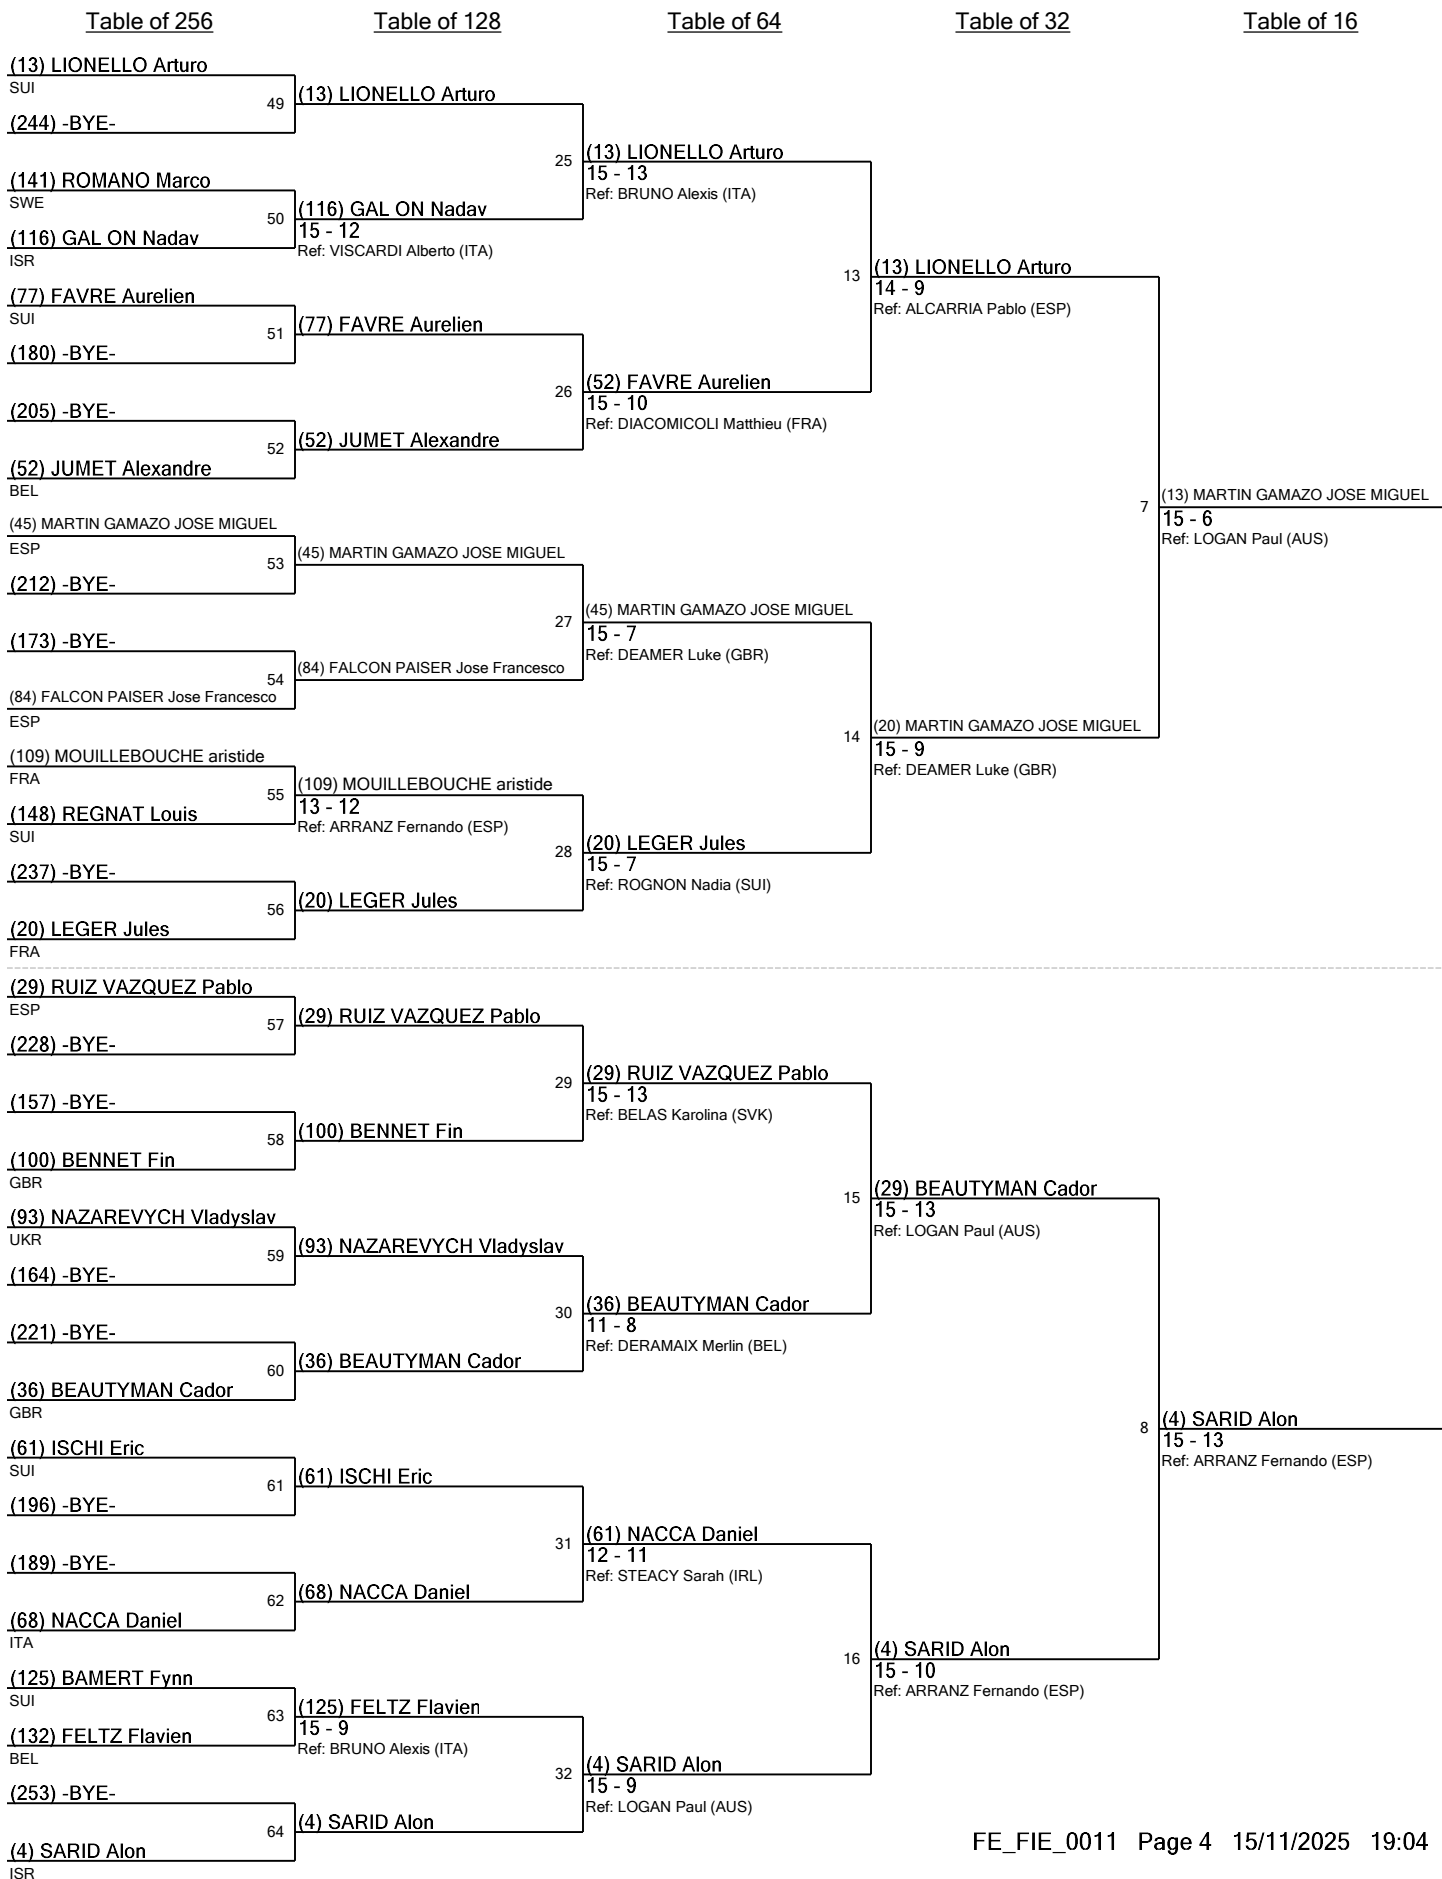 Table of 256
Table of 128
Table of 64
Table of 32
Table of 16
(13) LIONELLO Arturo
SUI
49
(244) -BYE-
(141) ROMANO Marco
SWE
50
(116) GAL ON Nadav
ISR
(77) FAVRE Aurelien
SUI
51
(180) -BYE-
(205) -BYE-
52
(52) JUMET Alexandre
BEL
(45) MARTIN GAMAZO JOSE MIGUEL
ESP
53
(212) -BYE-
(173) -BYE-
54
(84) FALCON PAISER Jose Francesco
ESP
(109) MOUILLEBOUCHE aristide
FRA
55
(148) REGNAT Louis
SUI
(237) -BYE-
56
(20) LEGER Jules
FRA
(29) RUIZ VAZQUEZ Pablo
ESP
57
(228) -BYE-
(157) -BYE-
58
(100) BENNET Fin
GBR
(93) NAZAREVYCH Vladyslav
UKR
59
(164) -BYE-
(221) -BYE-
60
(36) BEAUTYMAN Cador
GBR
(61) ISCHI Eric
SUI
61
(196) -BYE-
(189) -BYE-
62
(68) NACCA Daniel
ITA
(125) BAMERT Fynn
SUI
63
(132) FELTZ Flavien
BEL
(253) -BYE-
64
(4) SARID Alon
ISR
(13) LIONELLO Arturo
25
(116) GAL ON Nadav
15 - 12
Ref: VISCARDI Alberto (ITA)
(77) FAVRE Aurelien
26
(52) JUMET Alexandre
(45) MARTIN GAMAZO JOSE MIGUEL
27
(84) FALCON PAISER Jose Francesco
(109) MOUILLEBOUCHE aristide
13 - 12
Ref: ARRANZ Fernando (ESP)
28
(20) LEGER Jules
(29) RUIZ VAZQUEZ Pablo
29
(100) BENNET Fin
(93) NAZAREVYCH Vladyslav
30
(36) BEAUTYMAN Cador
(61) ISCHI Eric
31
(68) NACCA Daniel
(125) FELTZ Flavien
15 - 9
Ref: BRUNO Alexis (ITA)
32
(4) SARID Alon
(13) LIONELLO Arturo
15 - 13
Ref: BRUNO Alexis (ITA)
13
(52) FAVRE Aurelien
15 - 10
Ref: DIACOMICOLI Matthieu (FRA)
(45) MARTIN GAMAZO JOSE MIGUEL
15 - 7
Ref: DEAMER Luke (GBR)
14
(20) LEGER Jules
15 - 7
Ref: ROGNON Nadia (SUI)
(29) RUIZ VAZQUEZ Pablo
15 - 13
Ref: BELAS Karolina (SVK)
15
(36) BEAUTYMAN Cador
11 - 8
Ref: DERAMAIX Merlin (BEL)
(61) NACCA Daniel
12 - 11
Ref: STEACY Sarah (IRL)
16
(4) SARID Alon
15 - 9
Ref: LOGAN Paul (AUS)
(13) LIONELLO Arturo
14 - 9
Ref: ALCARRIA Pablo (ESP)
7
(20) MARTIN GAMAZO JOSE MIGUEL
15 - 9
Ref: DEAMER Luke (GBR)
(29) BEAUTYMAN Cador
15 - 13
Ref: LOGAN Paul (AUS)
8
(4) SARID Alon
15 - 10
Ref: ARRANZ Fernando (ESP)
(13) MARTIN GAMAZO JOSE MIGUEL
15 - 6
Ref: LOGAN Paul (AUS)
(4) SARID Alon
15 - 13
Ref: ARRANZ Fernando (ESP)
FE_FIE_0011 Page 4 15/11/2025 19:04